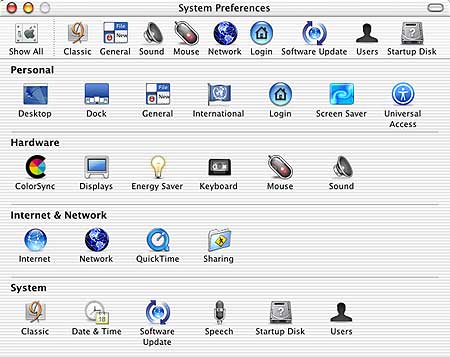 System Preferences
Show All Classic General Sound Mouse Network Login Software Update Users Startup Disk
Personal
Desktop Dock General International Login Screen Saver Universal Access
Hardware
ColorSync Displays Energy Saver Keyboard Mouse Sound
Internet & Network
Internet Network QuickTime Sharing
System
Classic Date & Time Software Update Speech Startup Disk Users